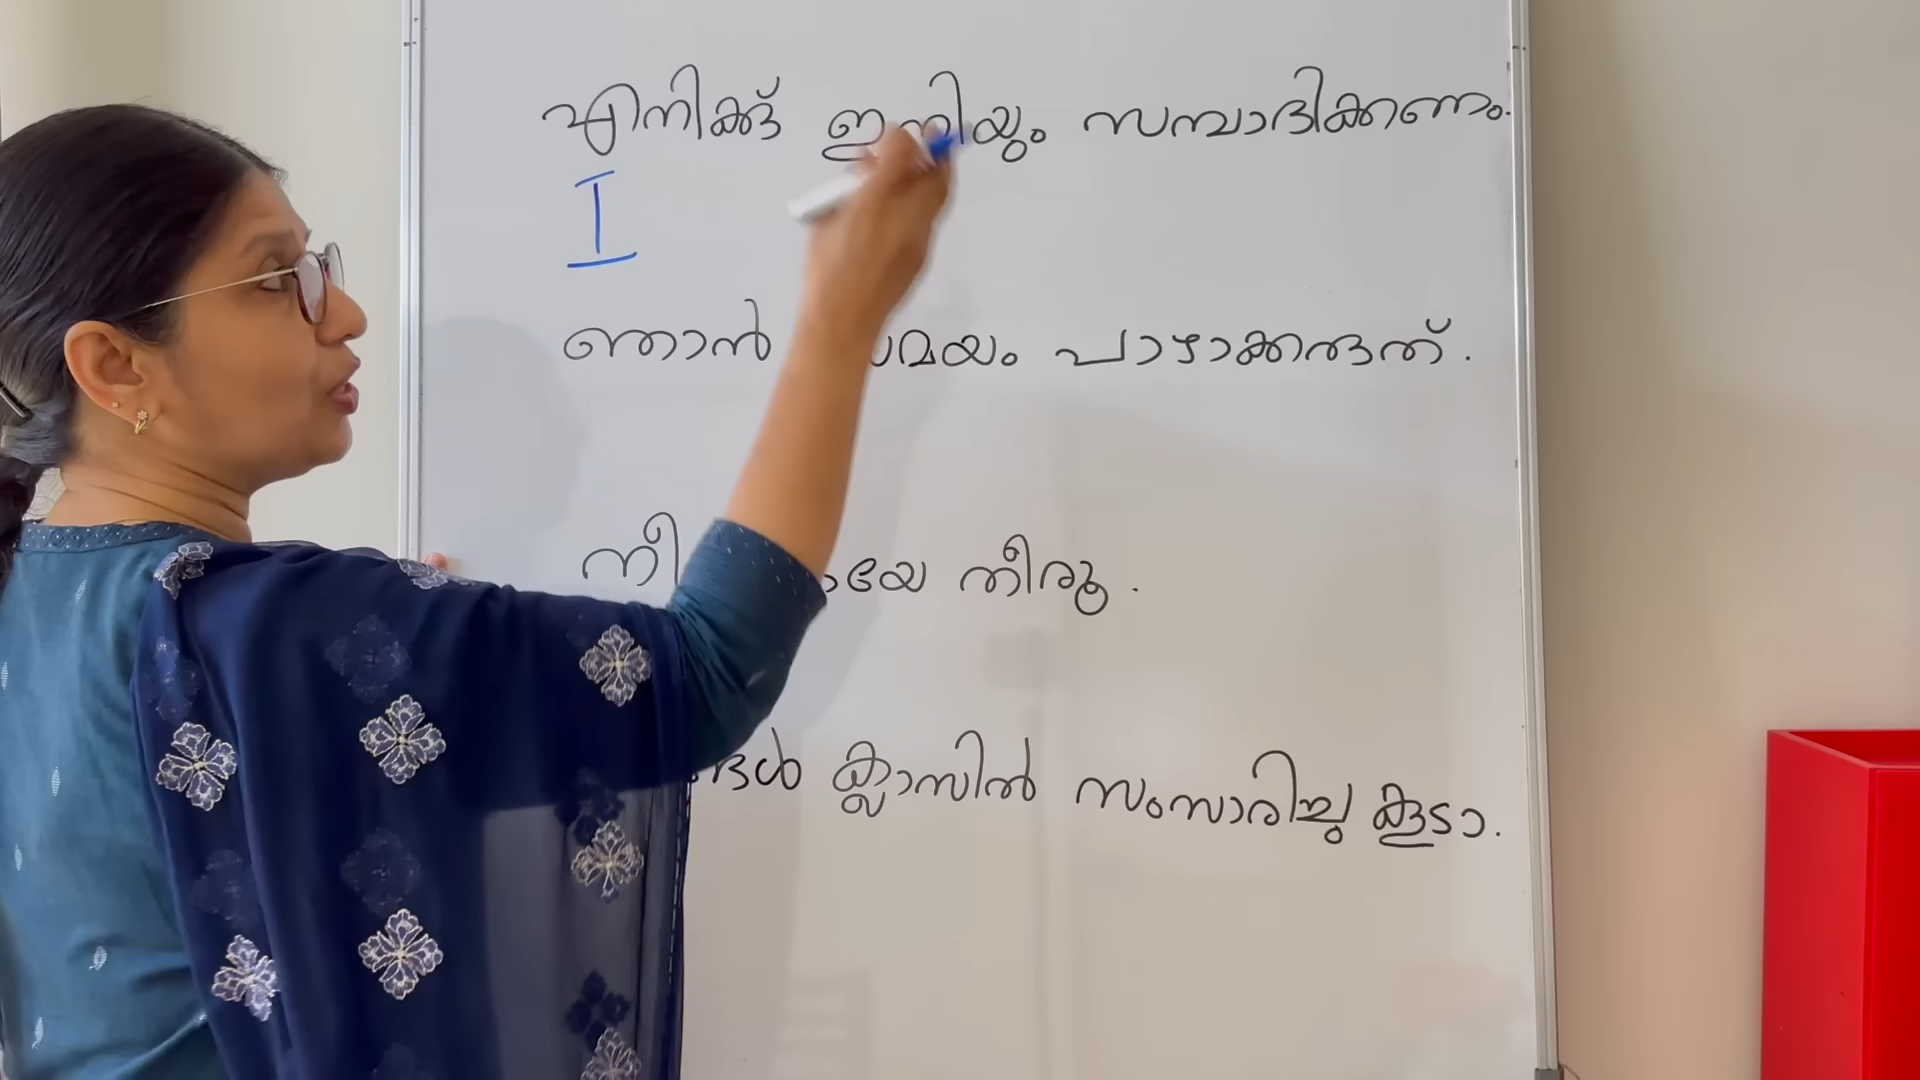 എനിക്ക് ഇനിയും സമ്പാദിക്കണം.
I
ഞാൻ സമയം പാഴാക്കരുത്.
നീ തീരൂ.
ക്ലാസിൽ സംസാരിച്ചു കൂടാ.